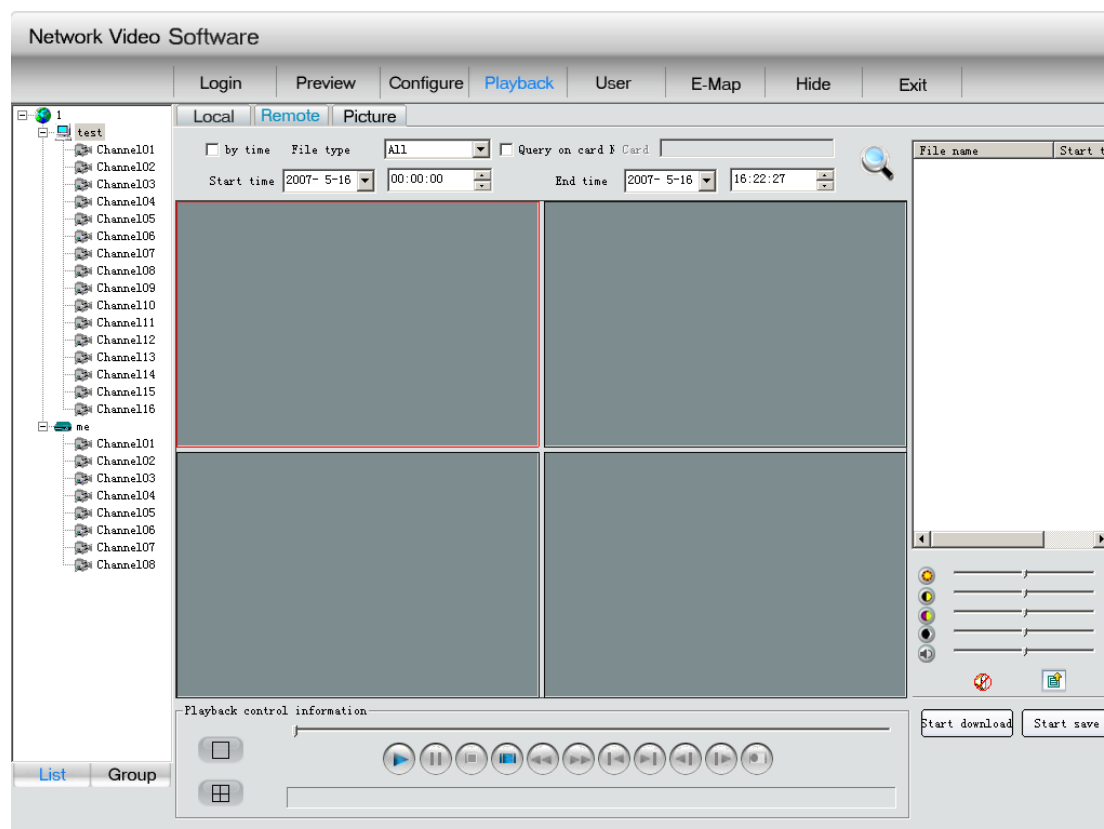 Network Video Software
Login Preview Configure Playback User E-Map Hide Exit
Local Remote Picture
1
test
Channel01
Channel02
Channel03
Channel04
Channel05
Channel06
Channel07
Channel08
Channel09
Channel10
Channel11
Channel12
Channel13
Channel14
Channel15
Channel16
me
Channel01
Channel02
Channel03
Channel04
Channel05
Channel06
Channel07
Channel08
List Group
by time File type All Query on card Card
Start time 2007- 5-16 00:00:00 End time 2007- 5-16 16:22:27
File name Start
Playback control information
Start download Start save